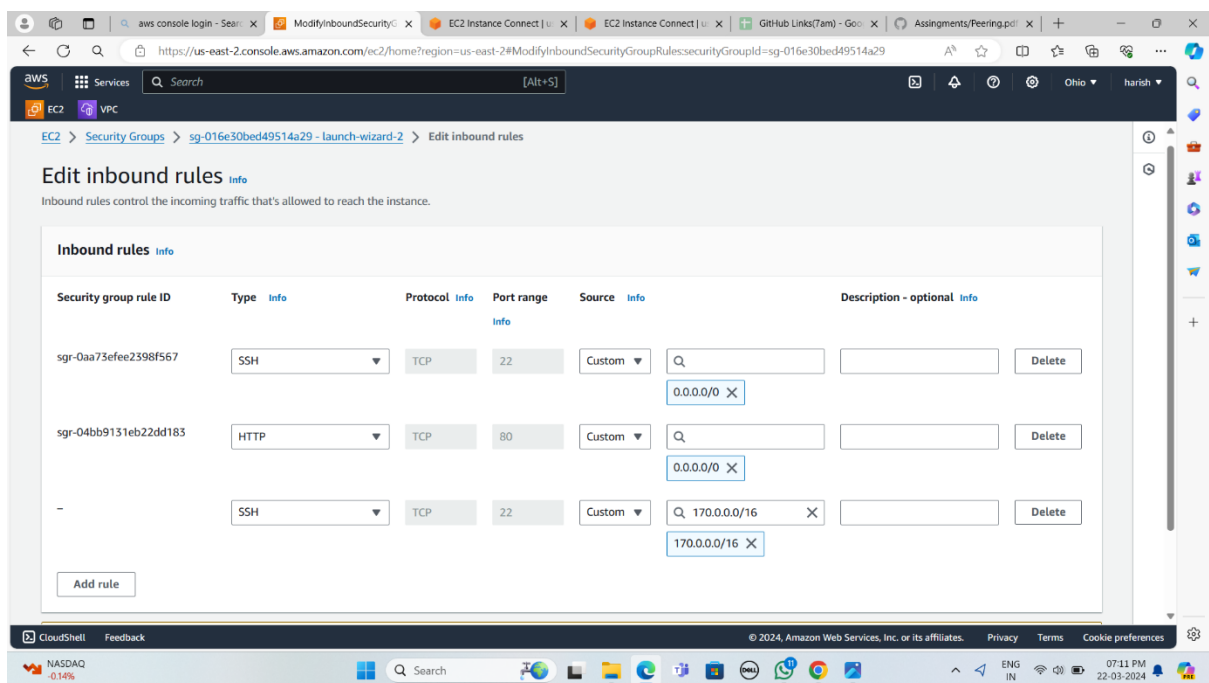 aws console login - Sear
ModifyInboundSecurityG
EC2 Instance Connect | u
EC2 Instance Connect | u
GitHub Links(7am) - Goo
Assingments/Peering.pdf
https://us-east-2.console.aws.amazon.com/ec2/home?region=us-east-2#ModifyInboundSecurityGroupRules:securityGroupId=sg-016e30bed49514a29
aws Services Search [Alt+S] Ohio harish
EC2 VPC
EC2 > Security Groups > sg-016e30bed49514a29 - launch-wizard-2 > Edit inbound rules
Edit inbound rules Info
Inbound rules control the incoming traffic that's allowed to reach the instance.
Inbound rules Info
Security group rule ID Type Info Protocol Info Port range Source Info Description - optional Info
Info
sgr-0aa73efee2398f567 SSH TCP 22 Custom Delete
0.0.0.0/0
sgr-04bb9131eb22dd183 HTTP TCP 80 Custom Delete
0.0.0.0/0
– SSH TCP 22 Custom 170.0.0.0/16 Delete
170.0.0.0/16
Add rule
CloudShell Feedback © 2024, Amazon Web Services, Inc. or its affiliates. Privacy Terms Cookie preferences
NASDAQ
-0.14%
Search
DELL
ENG
IN
07:11 PM
22-03-2024
PRE